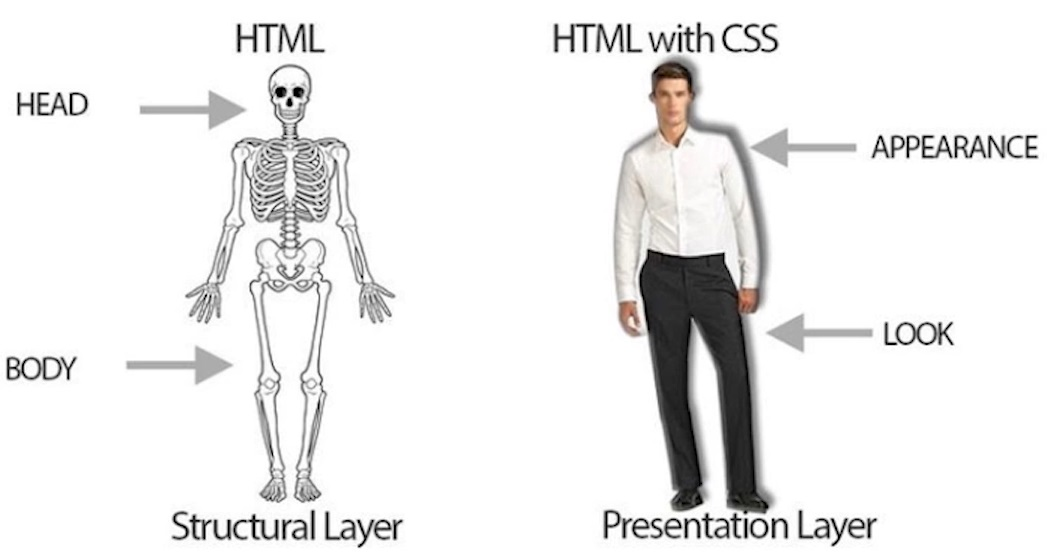 HTML
HTML with CSS
HEAD
APPEARANCE
LOOK
BODY
Structural Layer
Presentation Layer